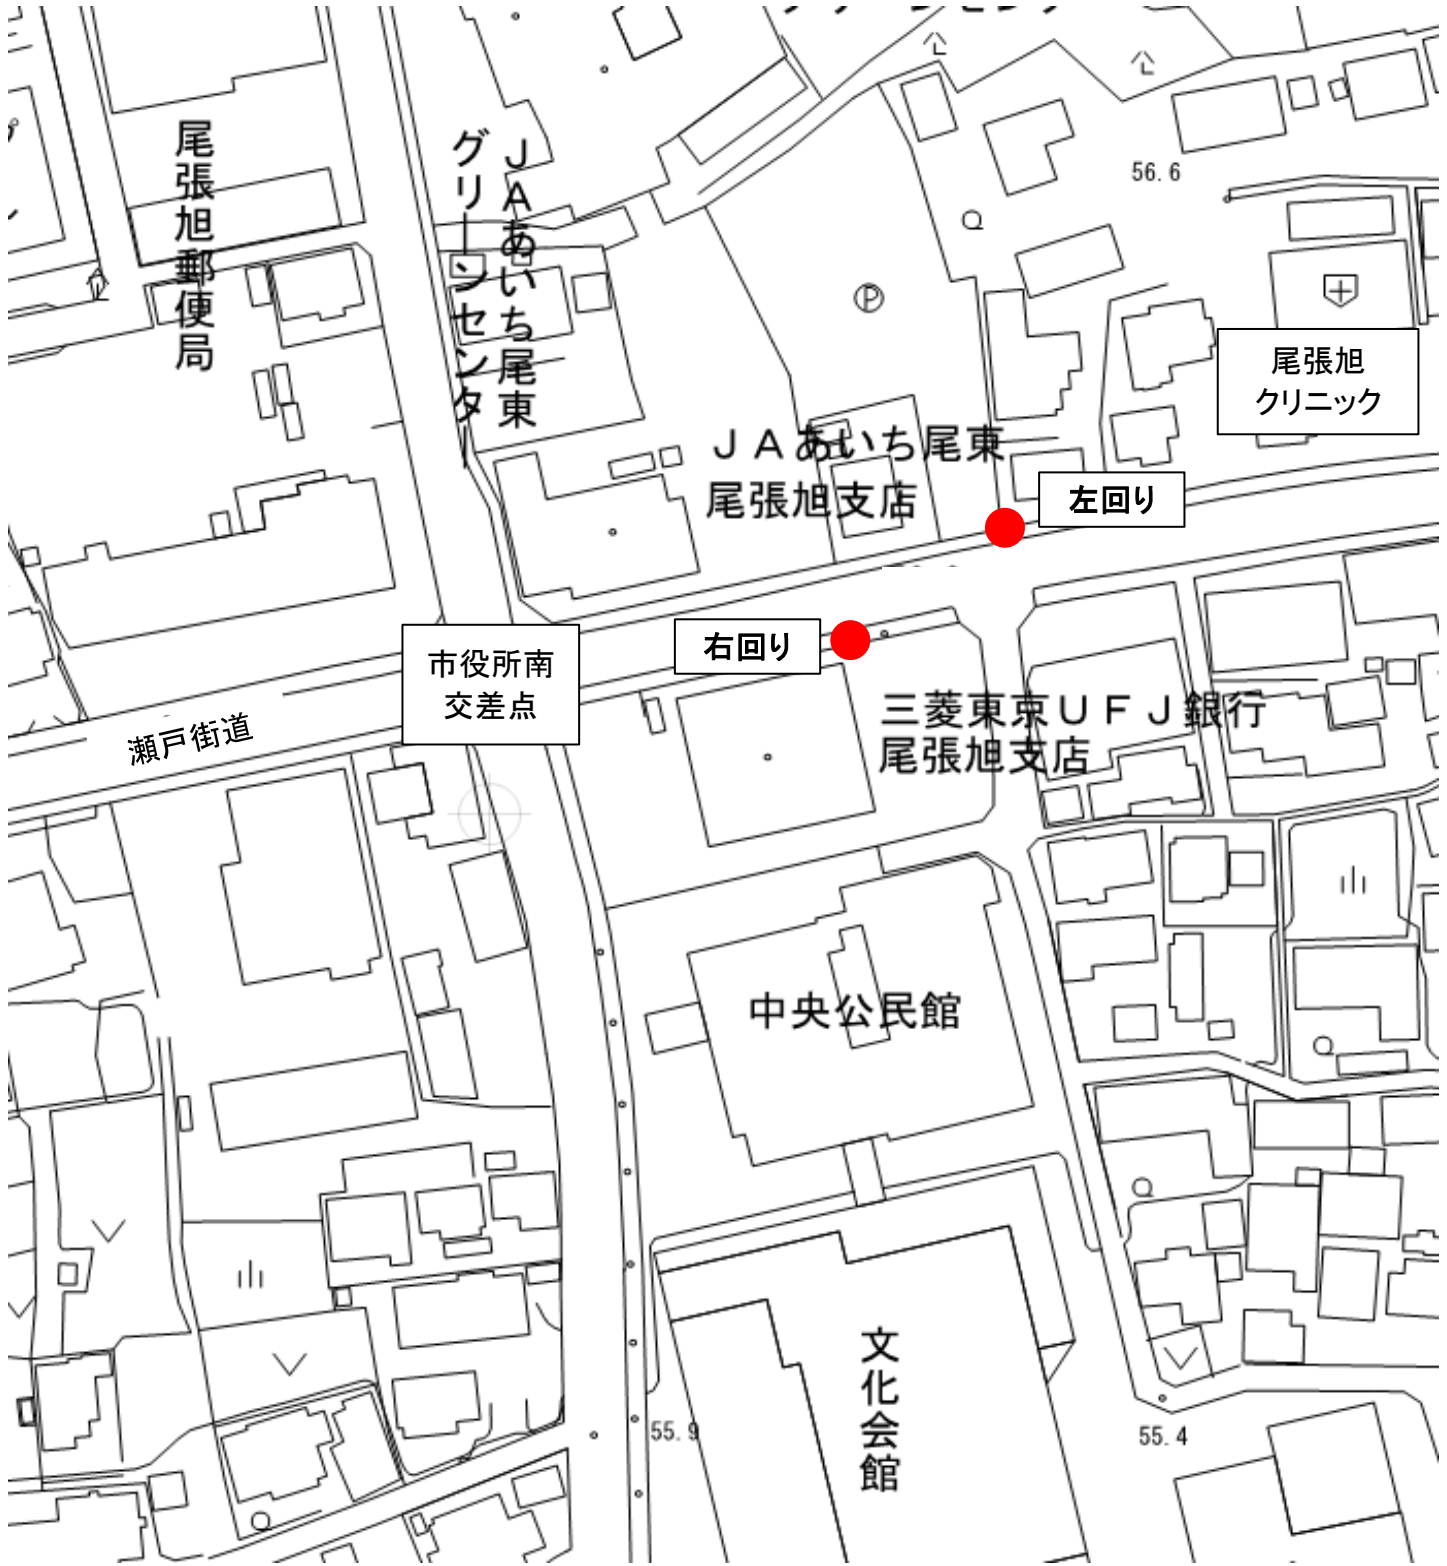 56.6
尾張旭郵便局
JAあいち尾東
グリーンセンター
Ⓟ
尾張旭
クリニック
JAあいち尾東
尾張旭支店
左回り
右回り
市役所南
交差点
瀬戸街道
三菱東京UFJ銀行
尾張旭支店
中央公民館
文化会館
55.9
55.4